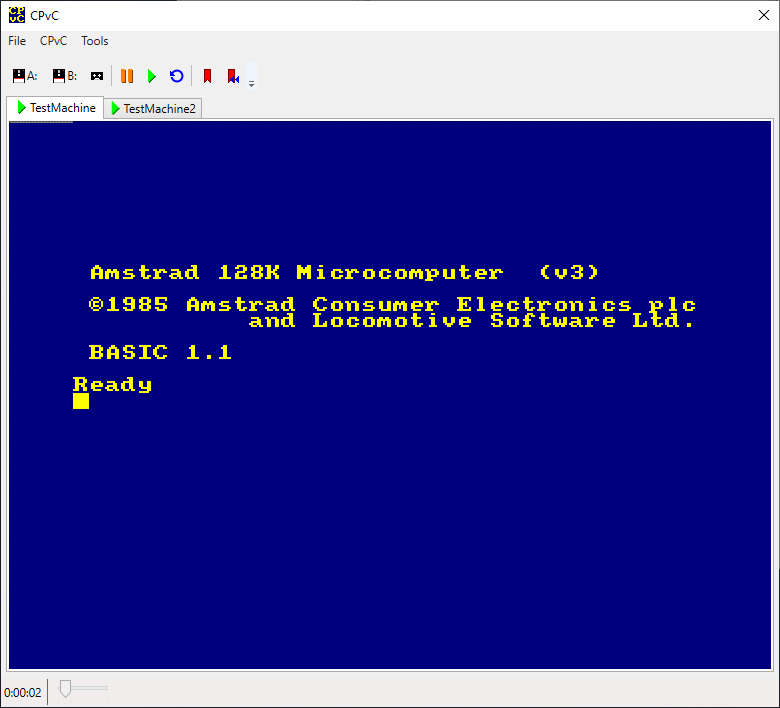 CPvC
File CPvC Tools
A: B:
TestMachine TestMachine2
Amstrad 128K Microcomputer (v3)
©1985 Amstrad Consumer Electronics plc
and Locomotive Software Ltd.
BASIC 1.1
Ready
0:00:02